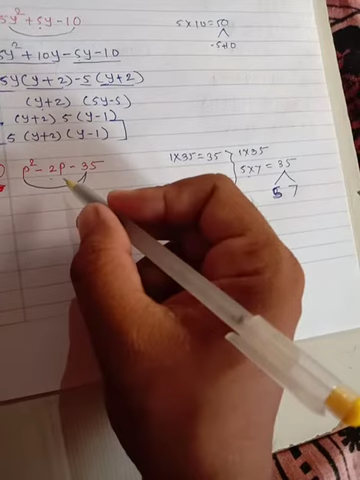 5y² + 5y - 10
5 x 10 = 50
- 5 + 10
5y² + 10y - 5y - 10
5y (y + 2) - 5 (y + 2)
(y + 2) (5y - 5)
(y + 2) 5 (y - 1)
5 (y + 2) (y - 1)
p² - 2p - 35
1 x 35 = 35
1 x 35
5 x 7 = 35
5 7